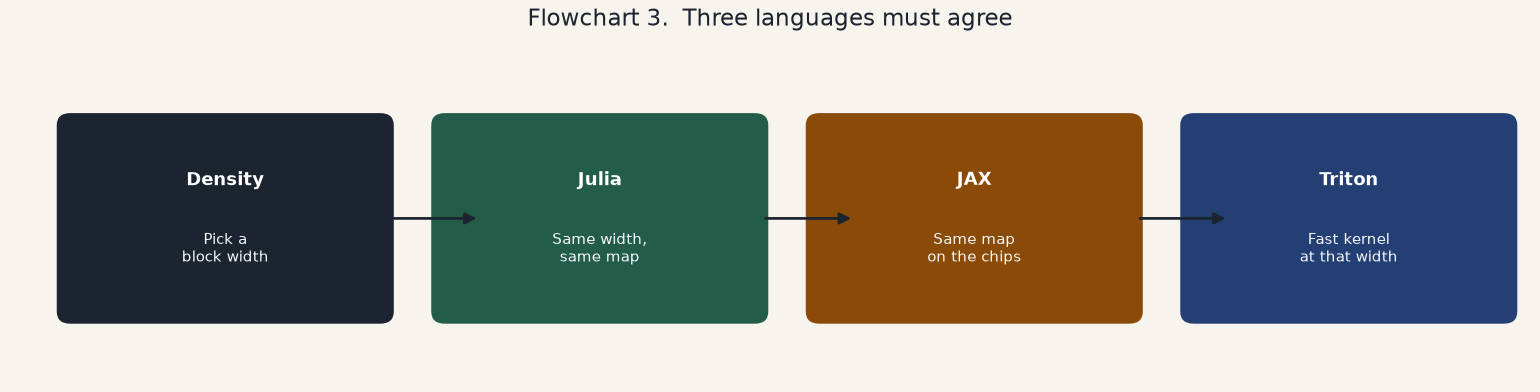 Flowchart 3.  Three languages must agree
Density
Pick a
block width
Julia
Same width,
same map
JAX
Same map
on the chips
Triton
Fast kernel
at that width